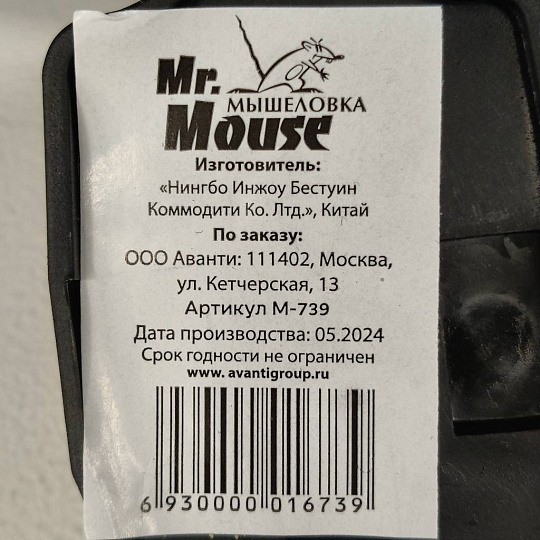 Mr.
МЫШЕЛОВКА
Mouse
Изготовитель:
«Нингбо Инжоу Бестуин
Коммодити Ко. Лтд.», Китай
По заказу:
ООО Аванти: 111402, Москва,
ул. Кетчерская, 13
Артикул М-739
Дата производства: 05.2024
Срок годности не ограничен
www.avantigroup.ru
6 930000 016739